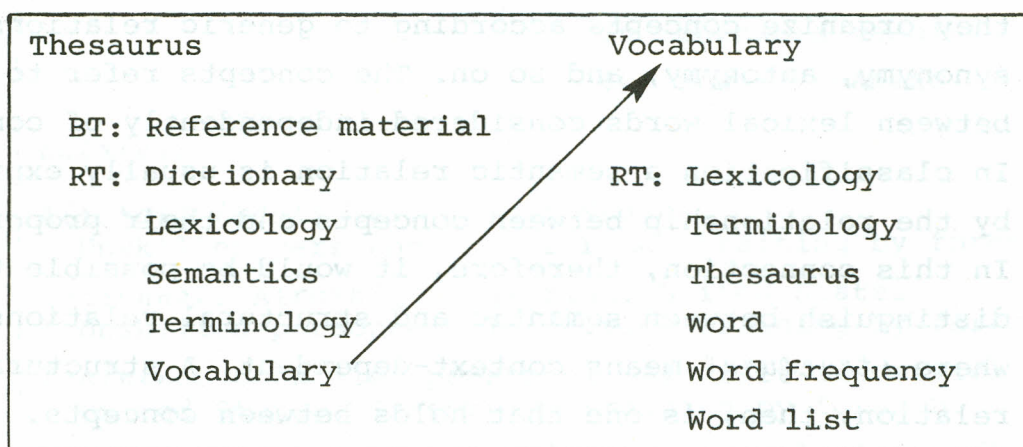 Thesaurus
BT: Reference material
RT: Dictionary
Lexicology
Semantics
Terminology
Vocabulary
Vocabulary
RT: Lexicology
Terminology
Thesaurus
Word
Word frequency
Word list